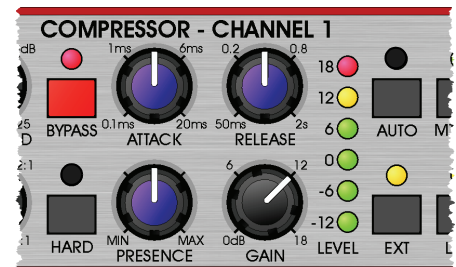 COMPRESSOR - CHANNEL 1
dB 1ms 6ms 0.2 0.8
18
12
25 0.1ms 20ms 50ms 2s 6
D BYPASS ATTACK RELEASE AUTO M
2:1 6 12 0
-6
:1 MIN MAX 0dB 18 -12
HARD PRESENCE GAIN LEVEL EXT L